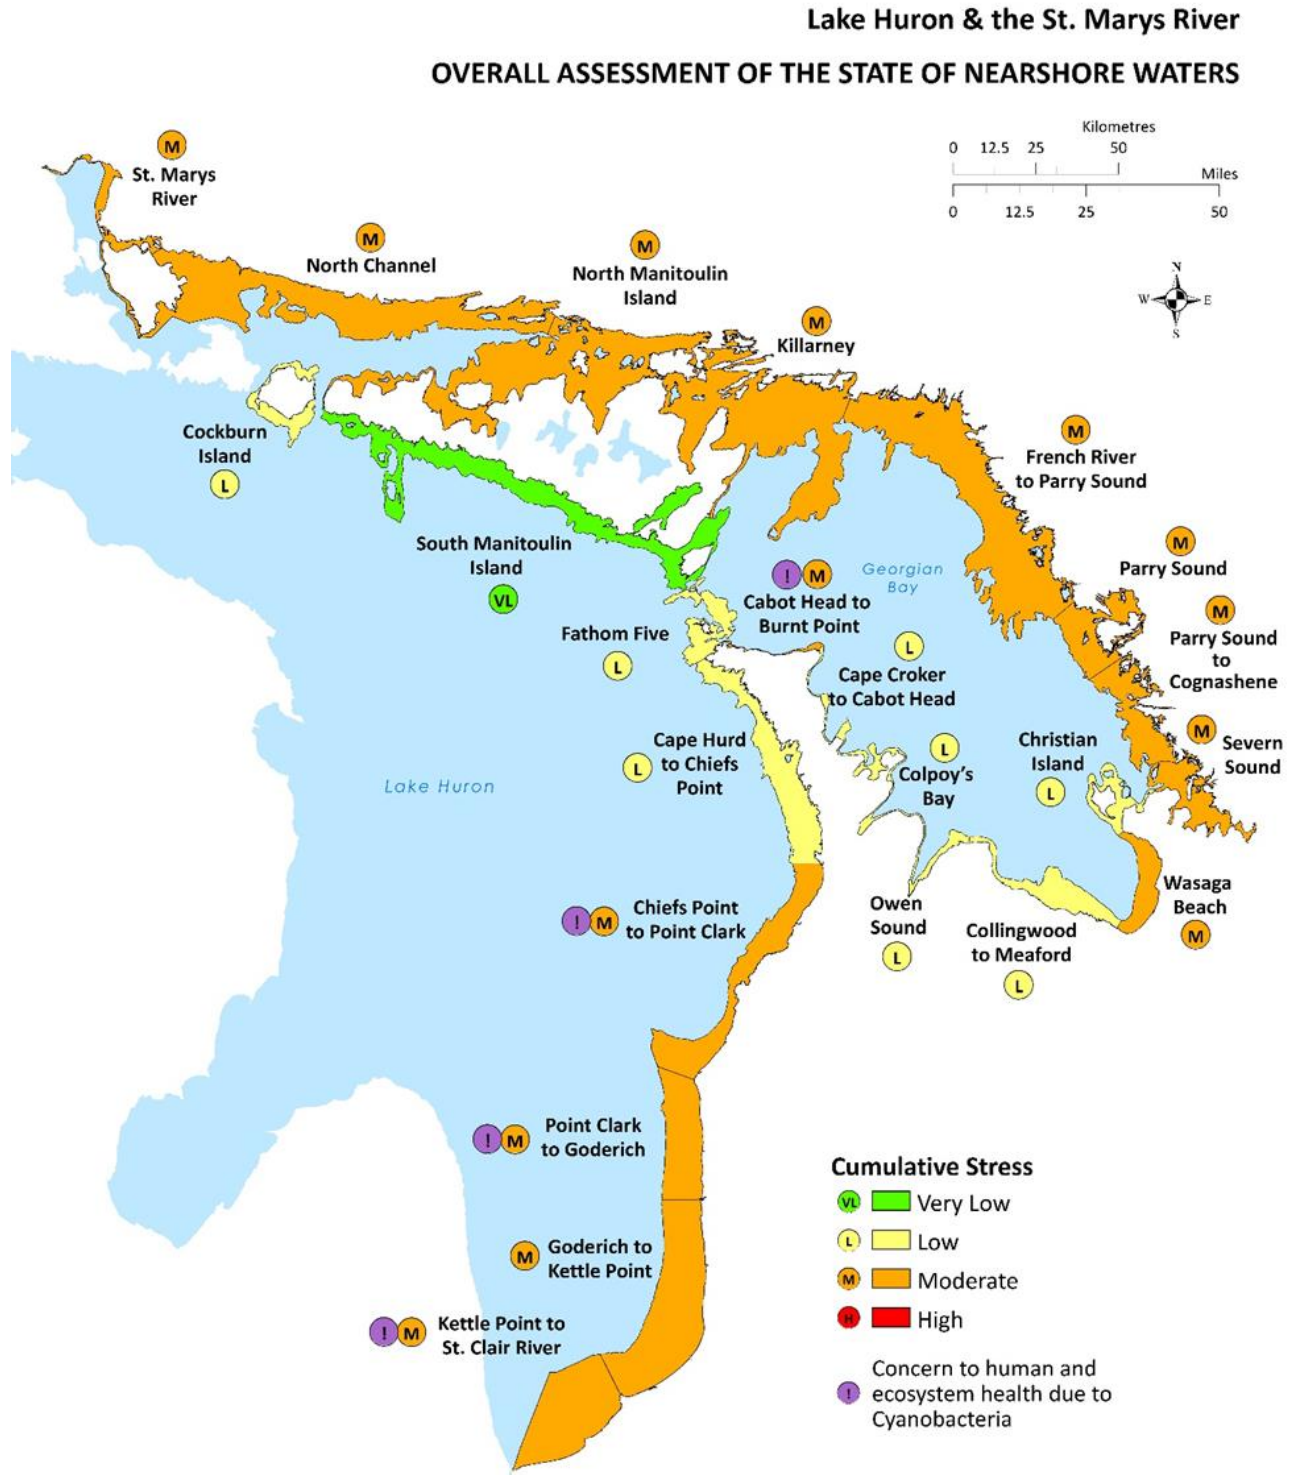 Lake Huron & the St. Marys River
OVERALL ASSESSMENT OF THE STATE OF NEARSHORE WATERS
Kilometres
0 12.5 25 50
Miles
0 12.5 25 50
N
W E
S
M
St. Marys
River
M
North Channel
M
North Manitoulin
Island
M
Killarney
Cockburn
Island
L
M
French River
to Parry Sound
South Manitoulin
Island
VL
M
Parry Sound
Georgian
Bay
! M
Cabot Head to
Burnt Point
M
Parry Sound
to
Cognashene
Fathom Five
L
L
Cape Croker
to Cabot Head
Cape Hurd
to Chiefs
Point
L
L
Colpoy's
Bay
Christian
Island
L
M
Severn
Sound
Lake Huron
Wasaga
Beach
M
! M
Chiefs Point
to Point Clark
Owen
Sound
L
Collingwood
to Meaford
L
! M
Point Clark
to Goderich
M
Goderich to
Kettle Point
! M
Kettle Point to
St. Clair River
Cumulative Stress
VL Very Low
L Low
M Moderate
H High
! Concern to human and
ecosystem health due to
Cyanobacteria